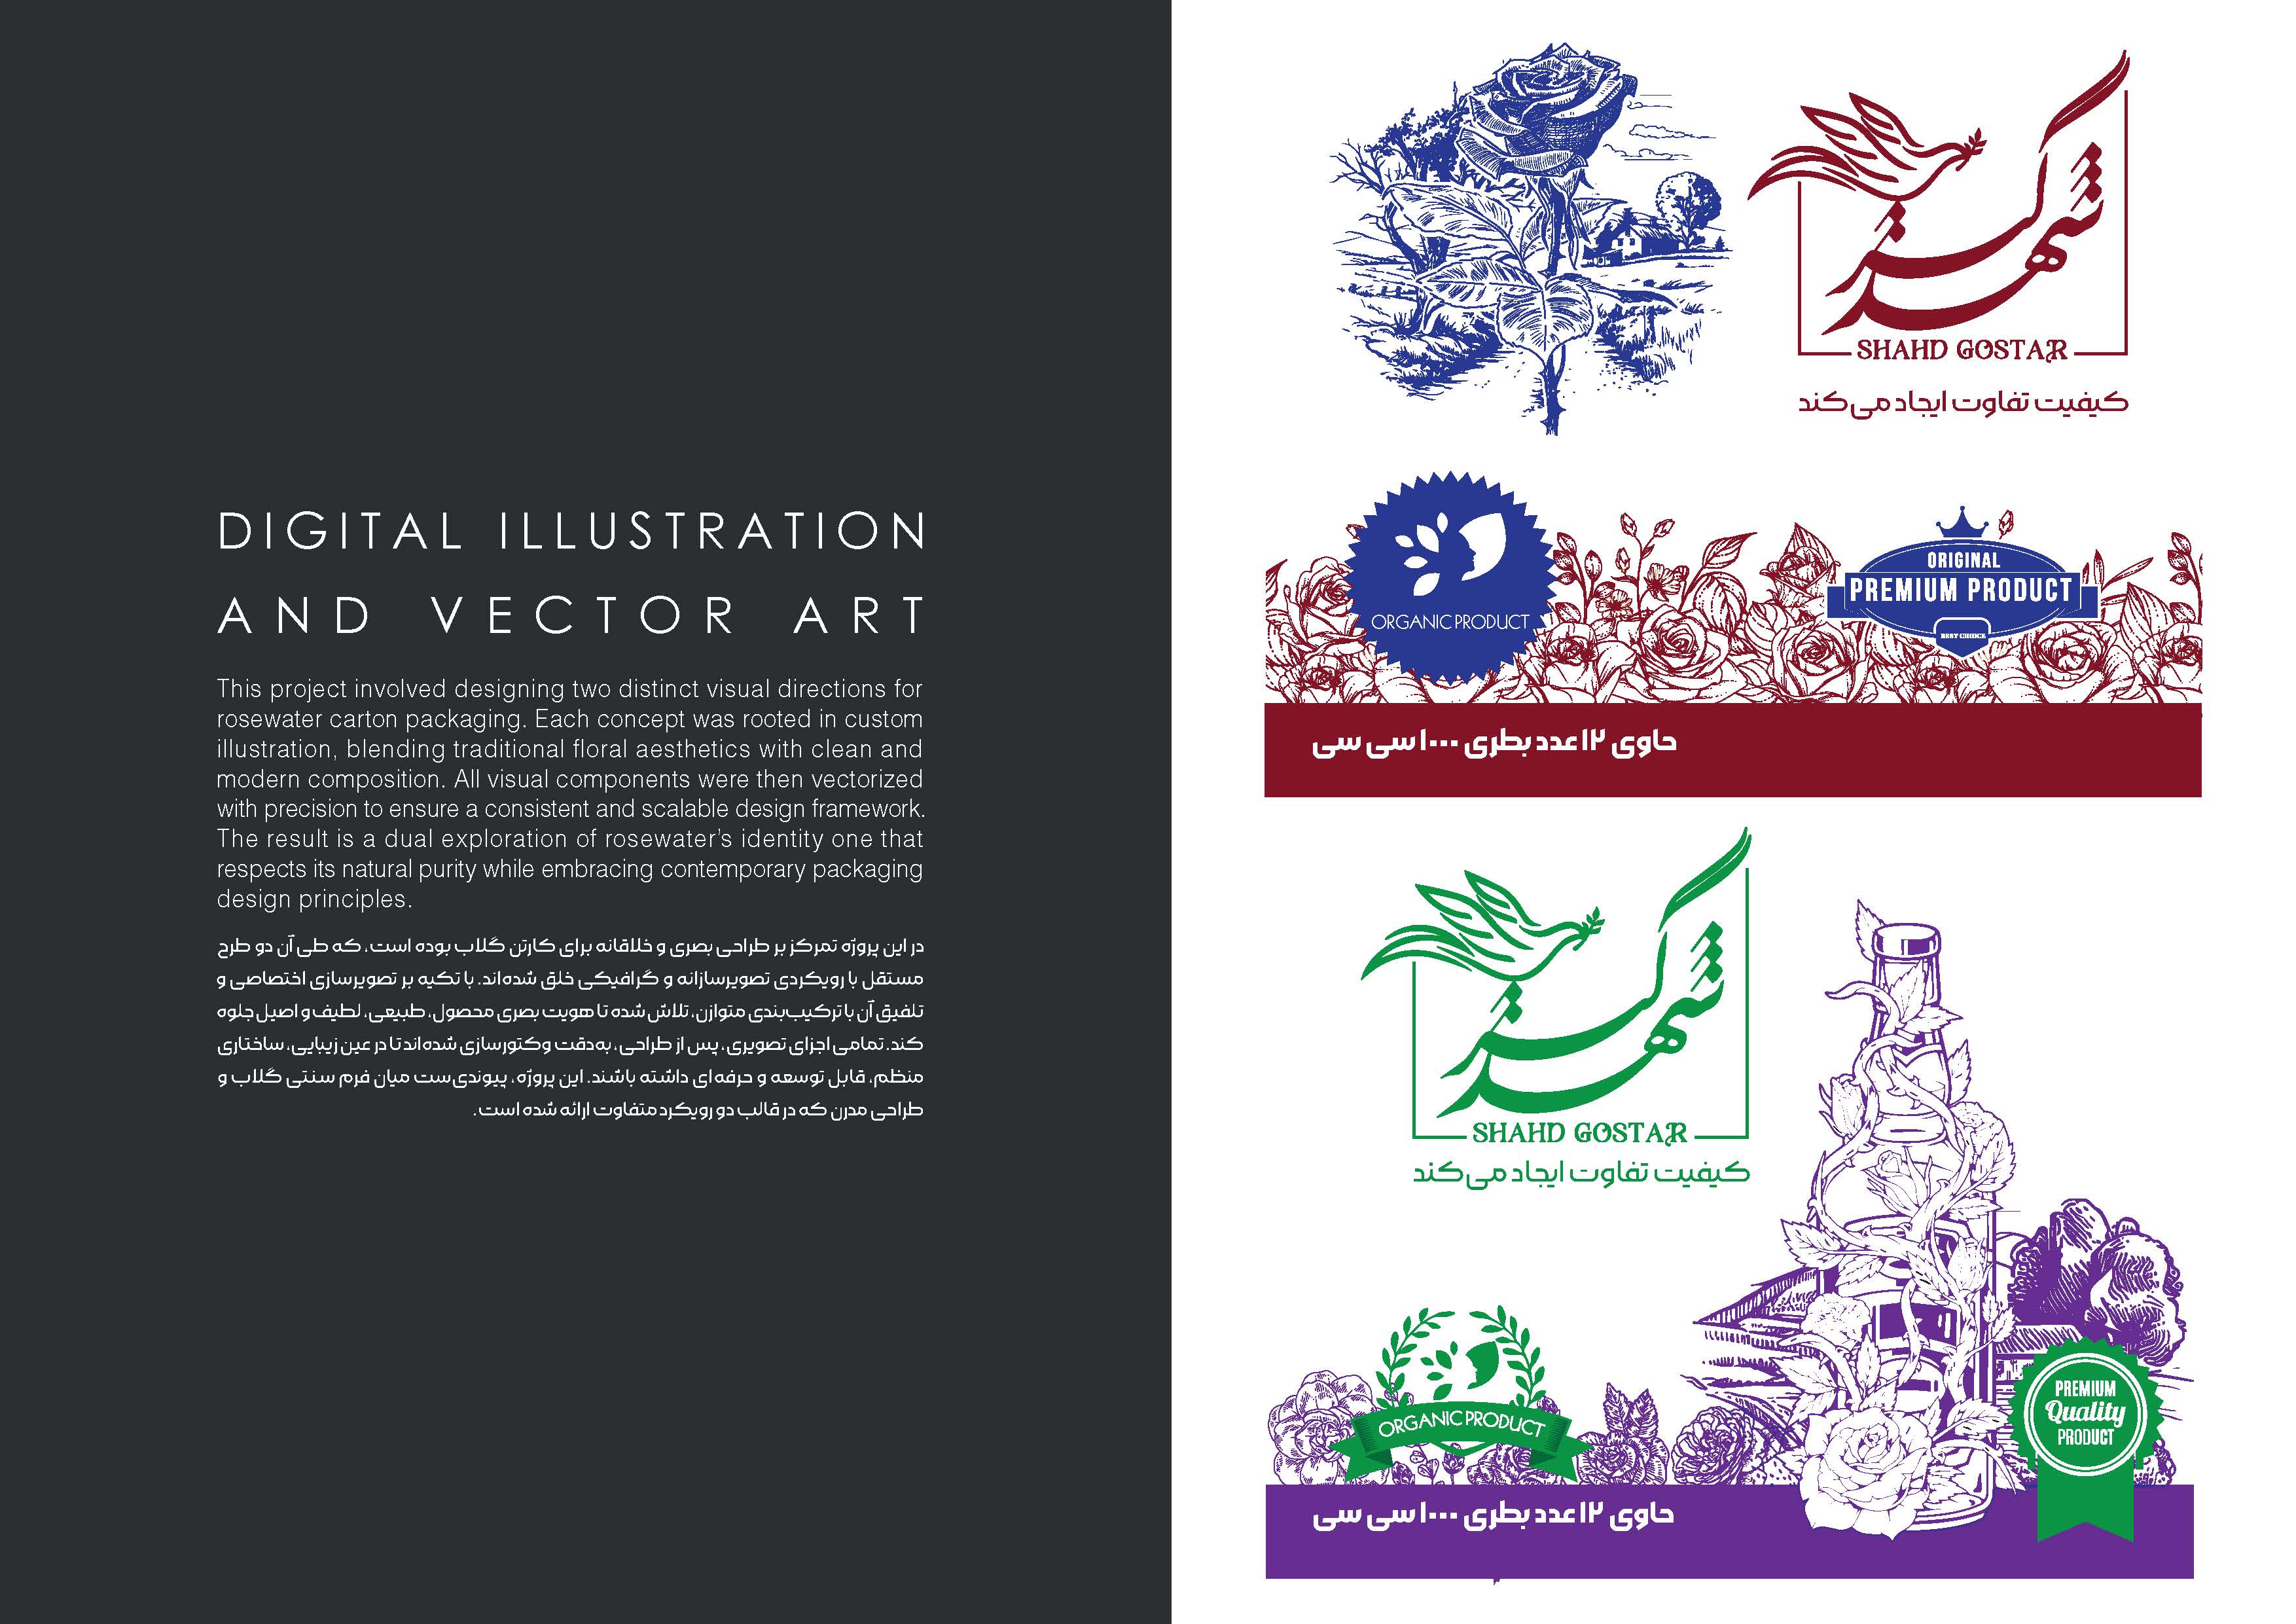 DIGITAL ILLUSTRATION
AND VECTOR ART
This project involved designing two distinct visual directions for
rosewater carton packaging. Each concept was rooted in custom
illustration, blending traditional floral aesthetics with clean and
modern composition. All visual components were then vectorized
with precision to ensure a consistent and scalable design framework.
The result is a dual exploration of rosewater's identity one that
respects its natural purity while embracing contemporary packaging
design principles.
در این پروژه تمرکز بر طراحی بصری و خلاقانه برای کارتن گلاب بوده است، که طی آن دو طرح
مستقل با رویکردی تصویرسازانه و گرافیکی خلق شده‌اند. با تکیه بر تصویرسازی اختصاصی و
تلفیق آن با ترکیب‌بندی متوازن، تلاش شده تا هویت بصری محصول، طبیعی، لطیف و اصیل جلوه
کند. تمامی اجزای تصویری، پس از طراحی، به‌دقت وکتورسازی شده‌اند تا در عین زیبایی، ساختاری
منظم، قابل توسعه و حرفه‌ای داشته باشند. این پروژه، پیوندی‌ست میان فرم سنتی گلاب و
طراحی مدرن که در قالب دو رویکرد متفاوت ارائه شده است.
شهد گستر
SHAHD GOSTAR
کیفیت تفاوت ایجاد می‌کند
ORGANIC PRODUCT
ORIGINAL
PREMIUM PRODUCT
BEST CHOICE
حاوی ۱۲ عدد بطری ۱۰۰۰ سی سی
شهد گستر
SHAHD GOSTAR
کیفیت تفاوت ایجاد می‌کند
ORGANIC PRODUCT
PREMIUM
Quality
PRODUCT
حاوی ۱۲ عدد بطری ۱۰۰۰ سی سی